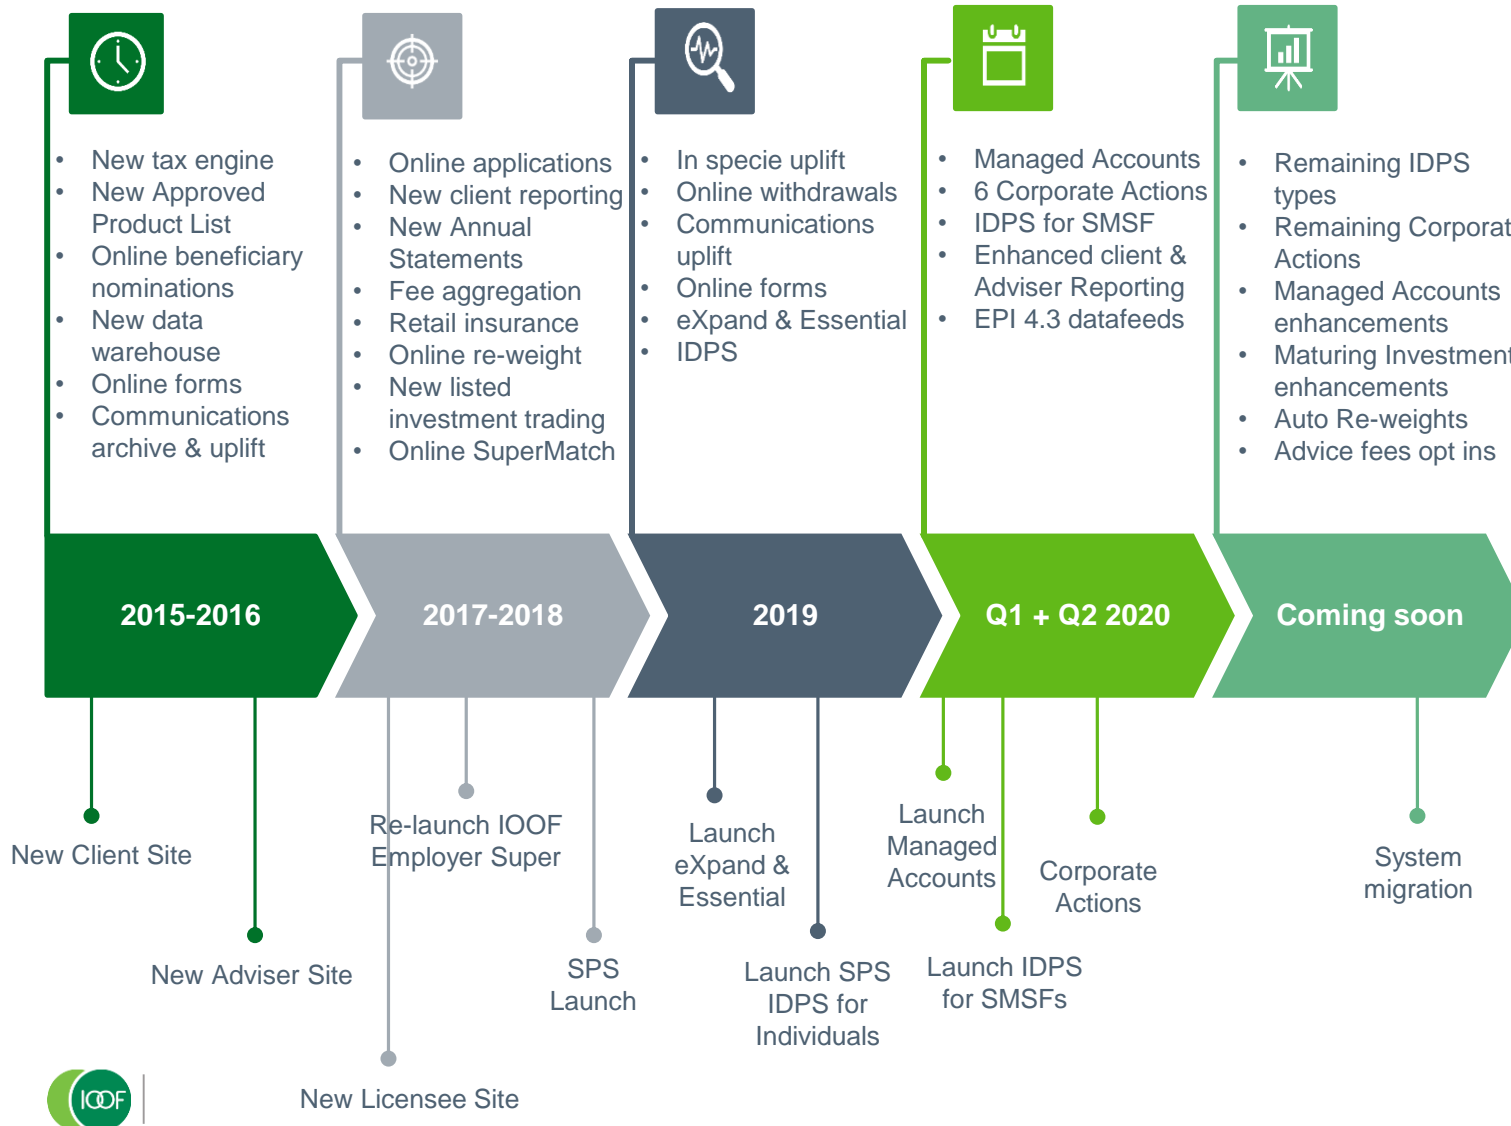 • New tax engine
• New Approved
Product List
• Online beneficiary
nominations
• New data
warehouse
• Online forms
• Communications
archive & uplift
• Online applications
• New client reporting
• New Annual
Statements
• Fee aggregation
• Retail insurance
• Online re-weight
• New listed
investment trading
• Online SuperMatch
• In specie uplift
• Online withdrawals
• Communications
uplift
• Online forms
• eXpand & Essential
• IDPS
• Managed Accounts
• 6 Corporate Actions
• IDPS for SMSF
• Enhanced client &
Adviser Reporting
• EPI 4.3 datafeeds
• Remaining IDPS
types
• Remaining Corporat
Actions
• Managed Accounts
enhancements
• Maturing Investment
enhancements
• Auto Re-weights
• Advice fees opt ins
2015-2016
2017-2018
2019
Q1 + Q2 2020
Coming soon
New Client Site
New Adviser Site
Re-launch IOOF
Employer Super
SPS
Launch
New Licensee Site
Launch
eXpand &
Essential
Launch SPS
IDPS for
Individuals
Launch
Managed
Accounts
Launch IDPS
for SMSFs
Corporate
Actions
System
migration
IOOF